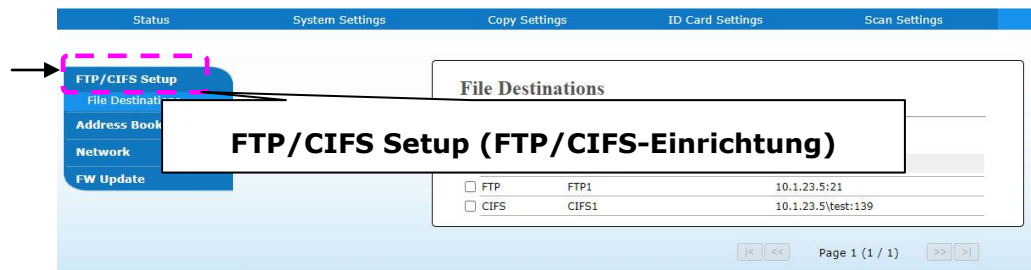 Status System Settings Copy Settings ID Card Settings Scan Settings
FTP/CIFS Setup
File Destinations
Address Book
Network
FW Update
File Destinations
FTP/CIFS Setup (FTP/CIFS-Einrichtung)
FTP FTP1 10.1.23.5:21
CIFS CIFS1 10.1.23.5\test:139
|< << Page 1 (1 / 1) >> >|